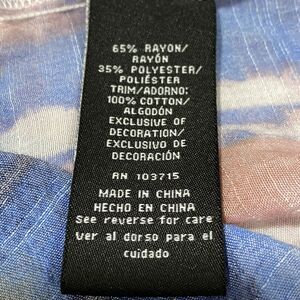 65% RAYON/
RAYÓN
35% POLYESTER/
POLIÉSTER
TRIM/ADORNO:
100% COTTON/
ALGODÓN
EXCLUSIVE OF
DECORATION/
EXCLUSIVO DE
DECORACIÓN
RN 103715
MADE IN CHINA
HECHO EN CHINA
See reverse for care
ver al dorso para el
cuidado